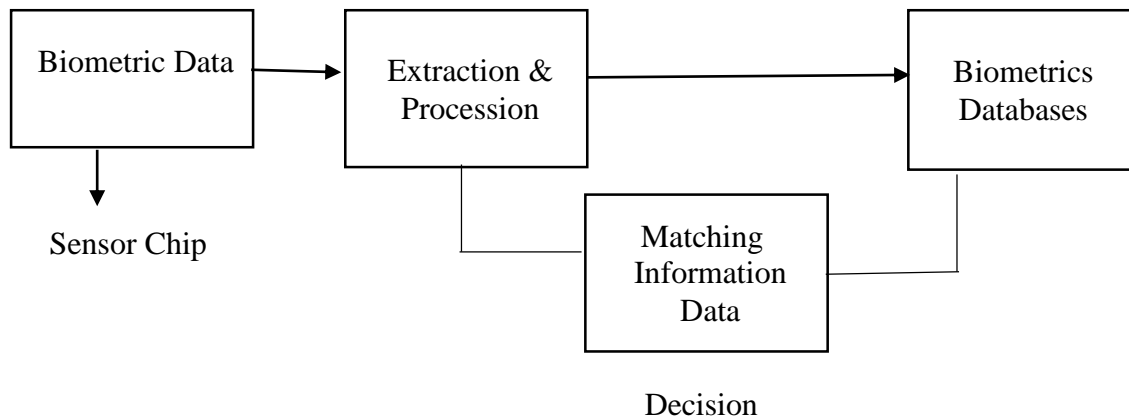 Biometric Data
Extraction &
Procession
Biometrics
Databases
Sensor Chip
Matching
Information
Data
Decision